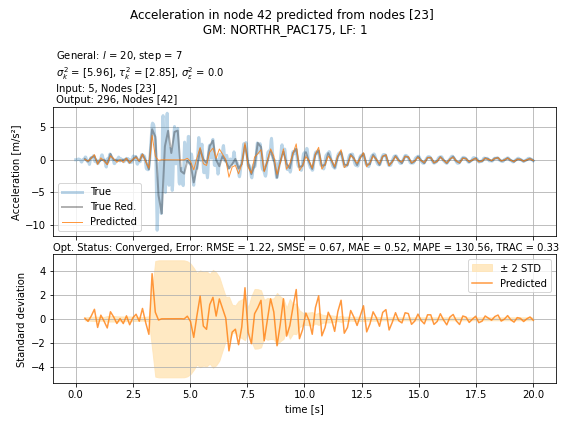 Acceleration in node 42 predicted from nodes [23]
GM: NORTHR_PAC175, LF: 1
General: l = 20, step = 7
σ²ₖ = [5.96], τ²ₖ = [2.85], σ²ε = 0.0
Input: 5, Nodes [23]
Output: 296, Nodes [42]
Acceleration [m/s²]
5
0
−5
−10
True
True Red.
Predicted
Opt. Status: Converged, Error: RMSE = 1.22, SMSE = 0.67, MAE = 0.52, MAPE = 130.56, TRAC = 0.33
Standard deviation
4
2
0
−2
−4
± 2 STD
Predicted
0.0 2.5 5.0 7.5 10.0 12.5 15.0 17.5 20.0
time [s]